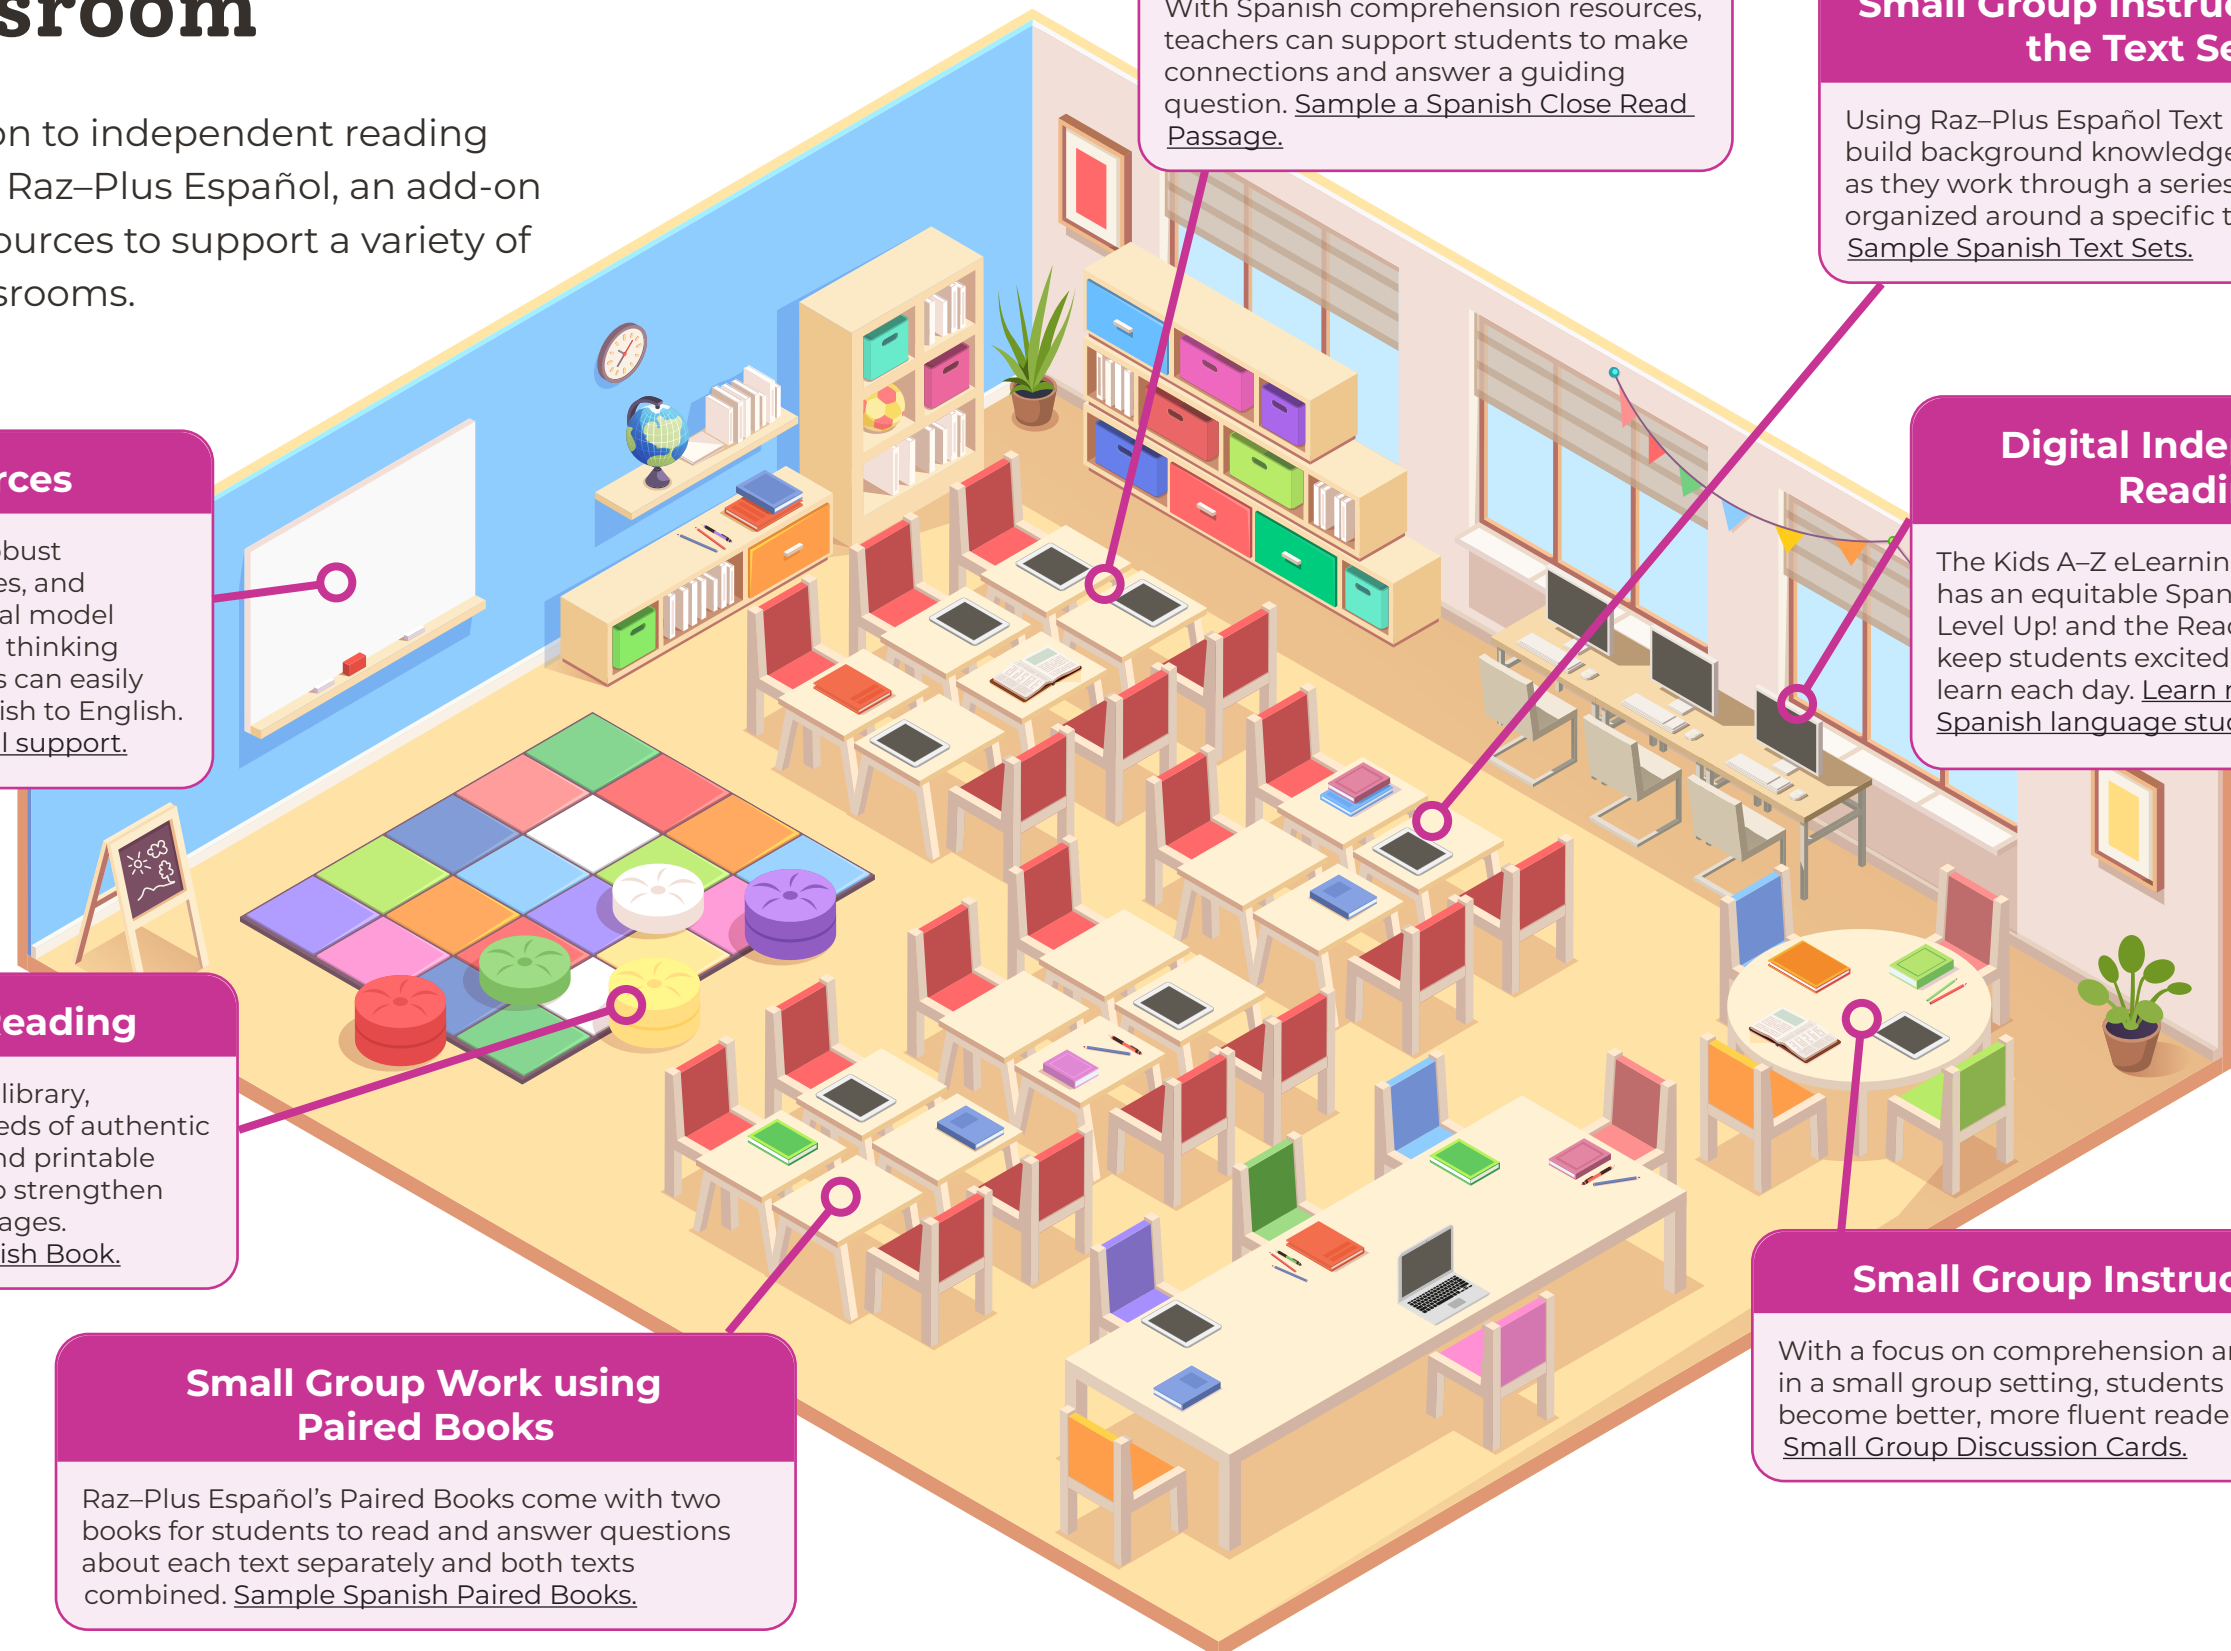 sroom
on to independent reading
Raz–Plus Español, an add-on
ources to support a variety of
srooms.
With Spanish comprehension resources,
teachers can support students to make
connections and answer a guiding
question. Sample a Spanish Close Read
Passage.
Small Group Instruc
the Text Se
Using Raz–Plus Español Text
build background knowledge
as they work through a series
organized around a specific t
Sample Spanish Text Sets.
rces
obust
es, and
al model
thinking
s can easily
ish to English.
l support.
Digital Inde
Readi
The Kids A–Z eLearnin
has an equitable Span
Level Up! and the Read
keep students excited
learn each day. Learn
Spanish language stud
eading
library,
eds of authentic
nd printable
o strengthen
ages.
ish Book.
Small Group Work using
Paired Books
Raz–Plus Español’s Paired Books come with two
books for students to read and answer questions
about each text separately and both texts
combined. Sample Spanish Paired Books.
Small Group Instruc
With a focus on comprehension a
in a small group setting, students
become better, more fluent reade
Small Group Discussion Cards.